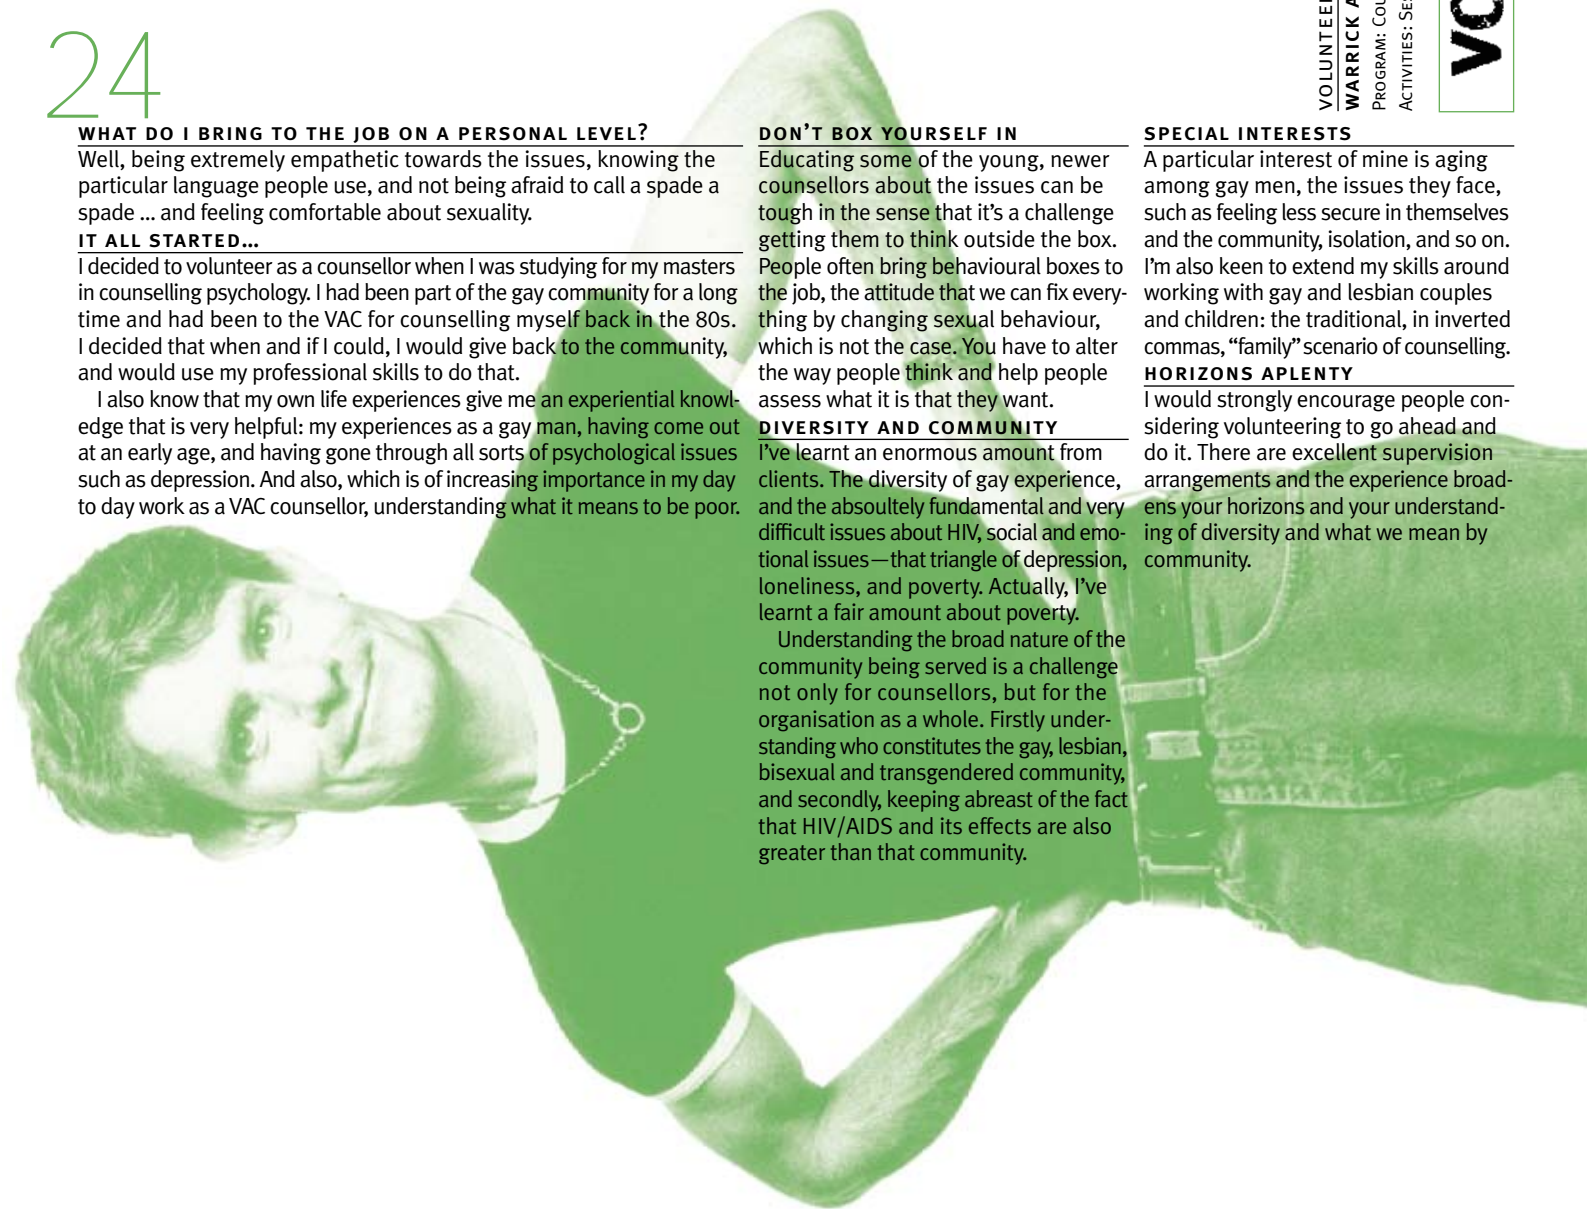 24
WHAT DO I BRING TO THE JOB ON A PERSONAL LEVEL?
Well, being extremely empathetic towards the issues, knowing the
particular language people use, and not being afraid to call a spade a
spade ... and feeling comfortable about sexuality.
IT ALL STARTED...
I decided to volunteer as a counsellor when I was studying for my masters
in counselling psychology. I had been part of the gay community for a long
time and had been to the VAC for counselling myself back in the 80s.
I decided that when and if I could, I would give back to the community,
and would use my professional skills to do that.
I also know that my own life experiences give me an experiential knowl-
edge that is very helpful: my experiences as a gay man, having come out
at an early age, and having gone through all sorts of psychological issues
such as depression. And also, which is of increasing importance in my day
to day work as a VAC counsellor, understanding what it means to be poor.
DON'T BOX YOURSELF IN
Educating some of the young, newer
counsellors about the issues can be
tough in the sense that it's a challenge
getting them to think outside the box.
People often bring behavioural boxes to
the job, the attitude that we can fix every-
thing by changing sexual behaviour,
which is not the case. You have to alter
the way people think and help people
assess what it is that they want.
DIVERSITY AND COMMUNITY
I've learnt an enormous amount from
clients. The diversity of gay experience,
and the absoultely fundamental and very
difficult issues about HIV, social and emo-
tional issues—that triangle of depression,
loneliness, and poverty. Actually, I've
learnt a fair amount about poverty.
Understanding the broad nature of the
community being served is a challenge
not only for counsellors, but for the
organisation as a whole. Firstly under-
standing who constitutes the gay, lesbian,
bisexual and transgendered community,
and secondly, keeping abreast of the fact
that HIV/AIDS and its effects are also
greater than that community.
SPECIAL INTERESTS
A particular interest of mine is aging
among gay men, the issues they face,
such as feeling less secure in themselves
and the community, isolation, and so on.
I'm also keen to extend my skills around
working with gay and lesbian couples
and children: the traditional, in inverted
commas, "family" scenario of counselling.
HORIZONS APLENTY
I would strongly encourage people con-
sidering volunteering to go ahead and
do it. There are excellent supervision
arrangements and the experience broad-
ens your horizons and your understand-
ing of diversity and what we mean by
community.
VOLUNTEER
WARRICK
PROGRAM:
ACTIVITIES: